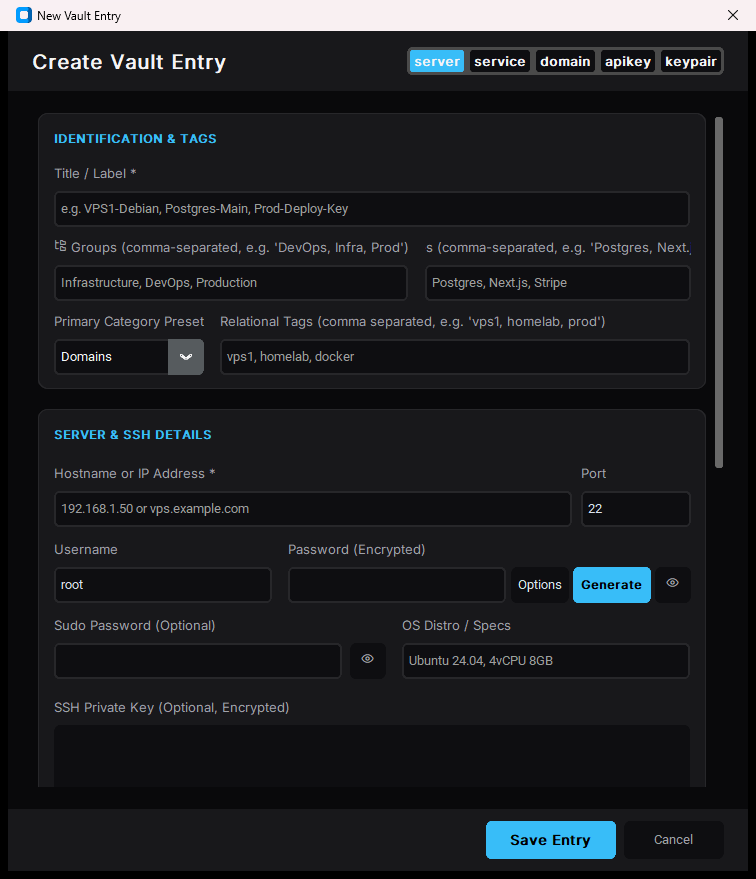 New Vault Entry
Create Vault Entry
server service domain apikey keypair
IDENTIFICATION & TAGS
Title / Label *
e.g. VPS1-Debian, Postgres-Main, Prod-Deploy-Key
Groups (comma-separated, e.g. 'DevOps, Infra, Prod') s (comma-separated, e.g. 'Postgres, Next.
Infrastructure, DevOps, Production Postgres, Next.js, Stripe
Primary Category Preset Relational Tags (comma separated, e.g. 'vps1, homelab, prod')
Domains vps1, homelab, docker
SERVER & SSH DETAILS
Hostname or IP Address * Port
192.168.1.50 or vps.example.com 22
Username Password (Encrypted)
root Options Generate
Sudo Password (Optional) OS Distro / Specs
Ubuntu 24.04, 4vCPU 8GB
SSH Private Key (Optional, Encrypted)
Save Entry Cancel